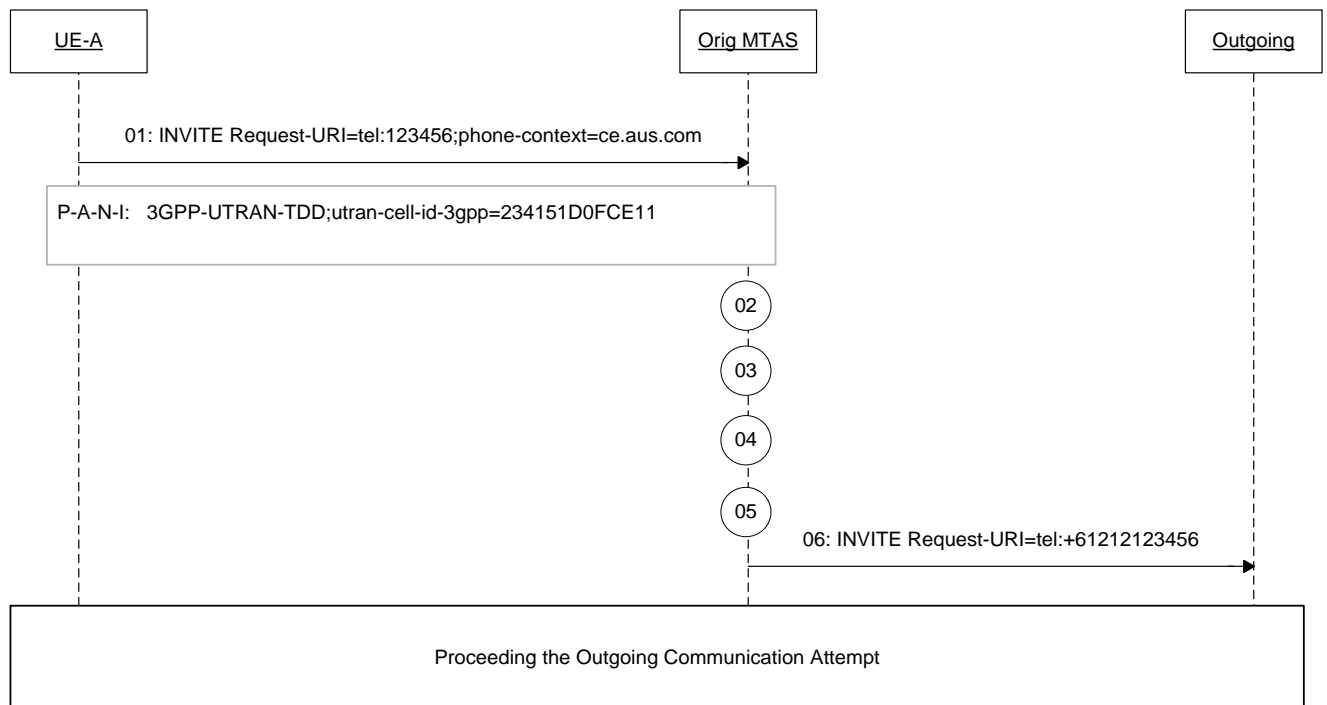 UE-A
Orig MTAS
Outgoing
01: INVITE Request-URI=tel:123456;phone-context=ce.aus.com
P-A-N-I: 3GPP-UTRAN-TDD;utran-cell-id-3gpp=234151D0FCE11
02
03
04
05
06: INVITE Request-URI=tel:+61212123456
Proceeding the Outgoing Communication Attempt